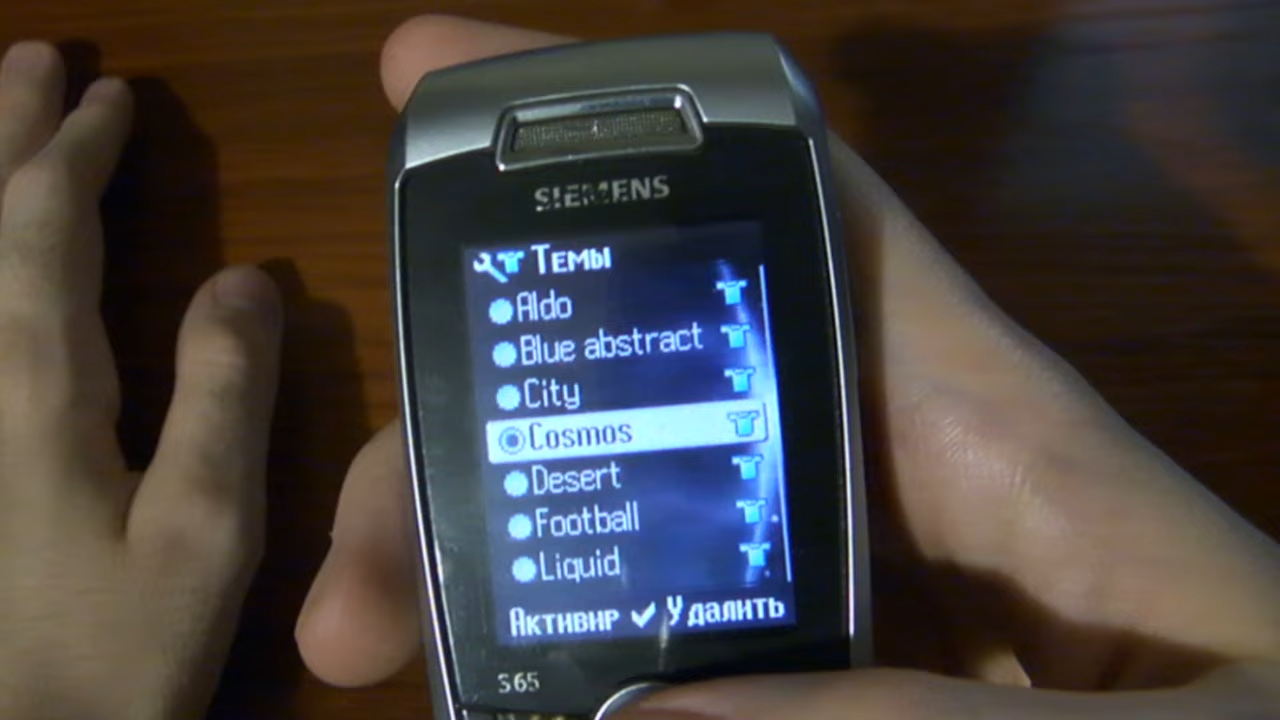 SIEMENS
Темы
Aldo
Blue abstract
City
Cosmos
Desert
Football
Liquid
Активир Удалить
S65